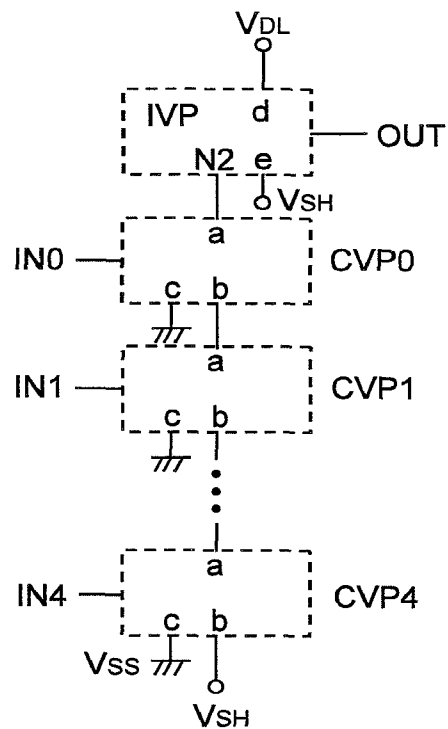 VDL
IVP d
OUT
N2 e
VSH
a
IN0 CVP0
c b
a
IN1 CVP1
c b
a
IN4 CVP4
c b
VSS
VSH